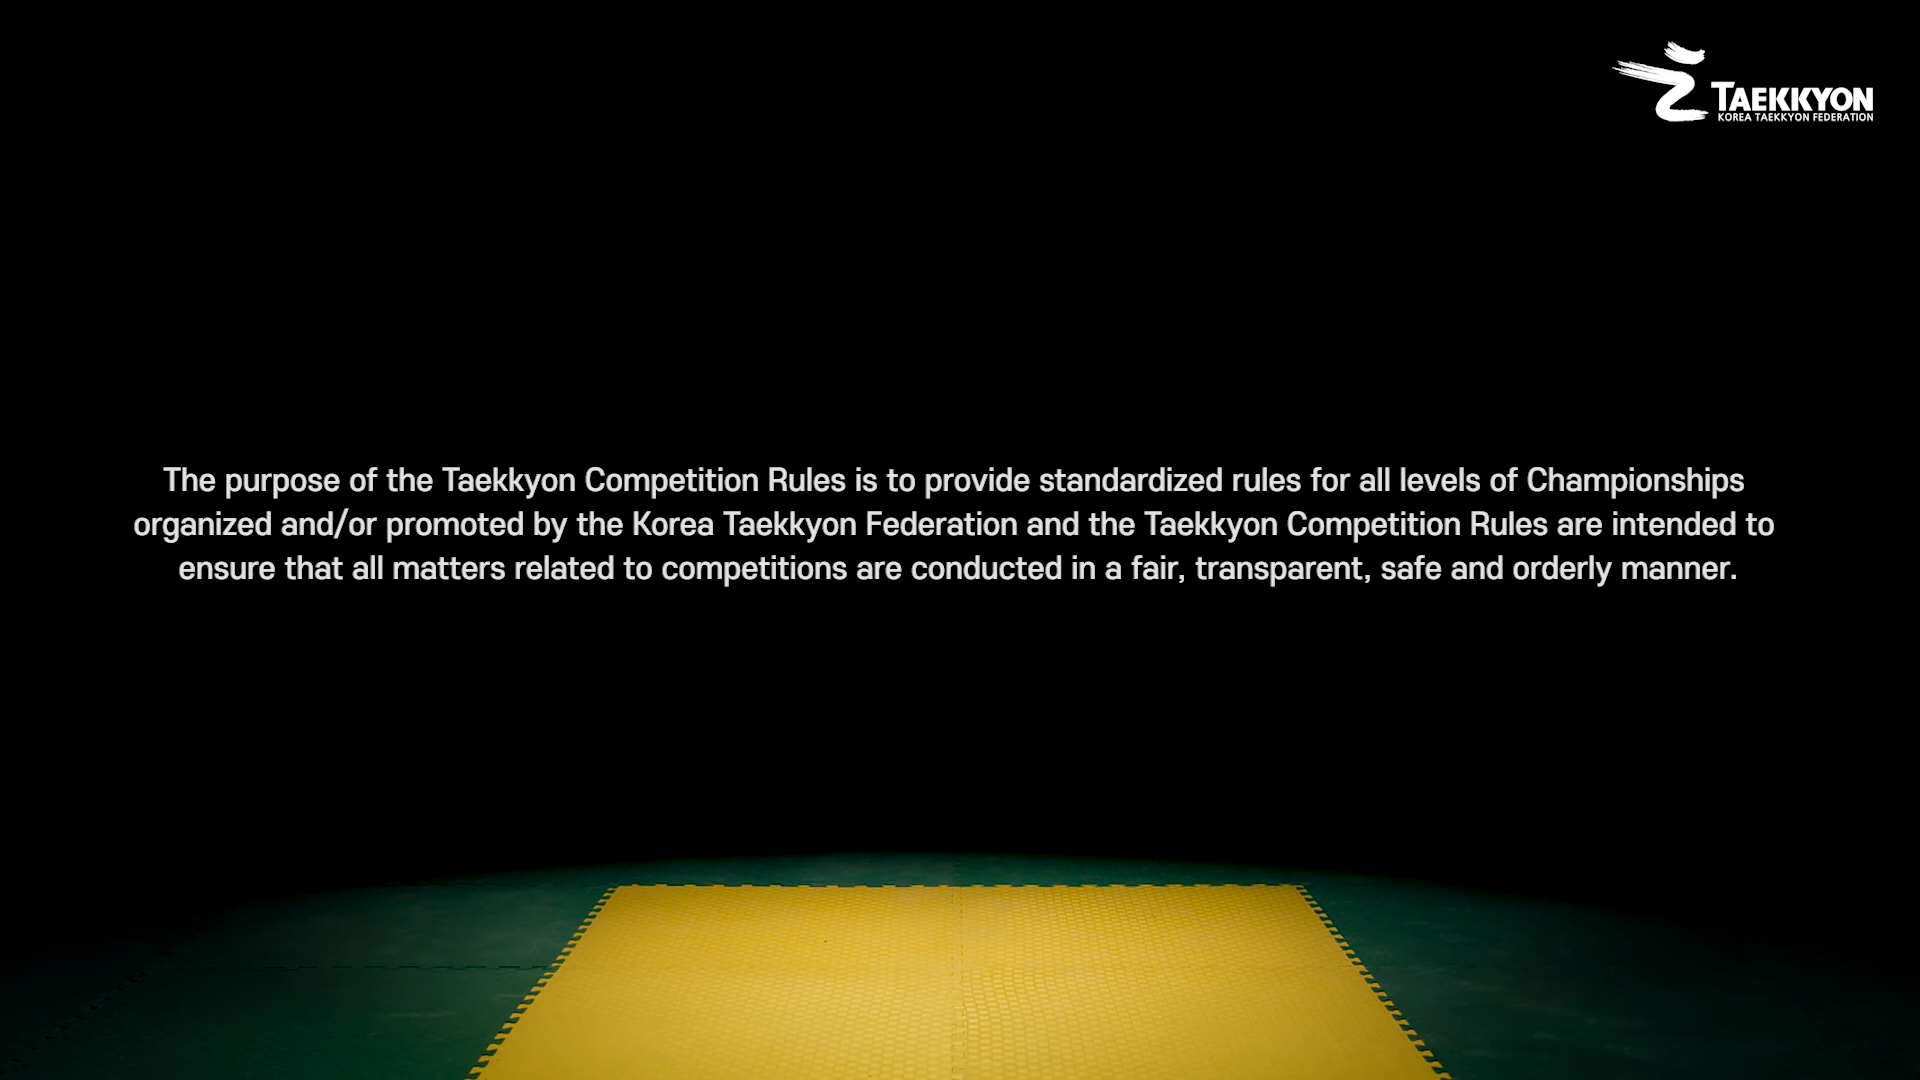 TAEKKYON
KOREA TAEKKYON FEDERATION
The purpose of the Taekkyon Competition Rules is to provide standardized rules for all levels of Championships
organized and/or promoted by the Korea Taekkyon Federation and the Taekkyon Competition Rules are intended to
ensure that all matters related to competitions are conducted in a fair, transparent, safe and orderly manner.